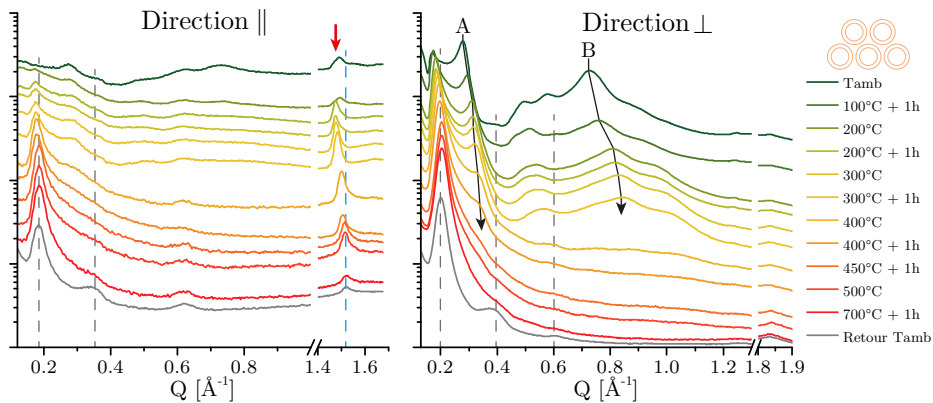 Direction ∥
Direction ⊥
A
B
Tamb
100°C + 1h
200°C
200°C + 1h
300°C
300°C + 1h
400°C
400°C + 1h
450°C + 1h
500°C
700°C + 1h
Retour Tamb
0.2 0.4 0.6 0.8 1.4 1.6
0.2 0.4 0.6 0.8 1.0 1.2 1.8 1.9
Q [Å⁻¹]
Q [Å⁻¹]